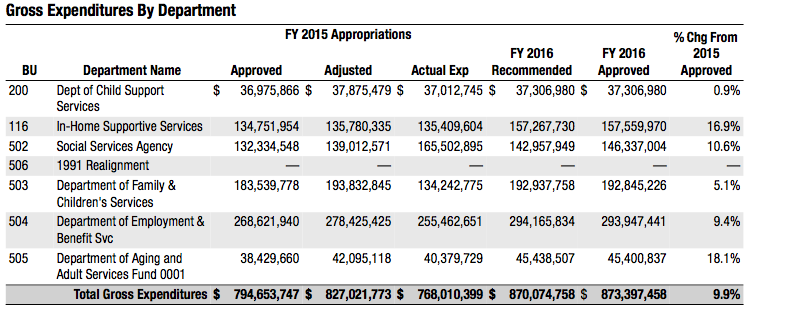 Gross Expenditures By Department
FY 2015 Appropriations
% Chg From
FY 2016 FY 2016 2015
BU Department Name Approved Adjusted Actual Exp Recommended Approved Approved
200 Dept of Child Support Services $ 36,975,866 $ 37,875,479 $ 37,012,745 $ 37,306,980 $ 37,306,980 0.9%
116 In-Home Supportive Services 134,751,954 135,780,335 135,409,604 157,267,730 157,559,970 16.9%
502 Social Services Agency 132,334,548 139,012,571 165,502,895 142,957,949 146,337,004 10.6%
506 1991 Realignment — — — — — —
503 Department of Family & 183,539,778 193,832,845 134,242,775 192,937,758 192,845,226 5.1%
Children's Services
504 Department of Employment & 268,621,940 278,425,425 255,462,651 294,165,834 293,947,441 9.4%
Benefit Svc
505 Department of Aging and 38,429,660 42,095,118 40,379,729 45,438,507 45,400,837 18.1%
Adult Services Fund 0001
Total Gross Expenditures $ 794,653,747 $ 827,021,773 $ 768,010,399 $ 870,074,758 $ 873,397,458 9.9%